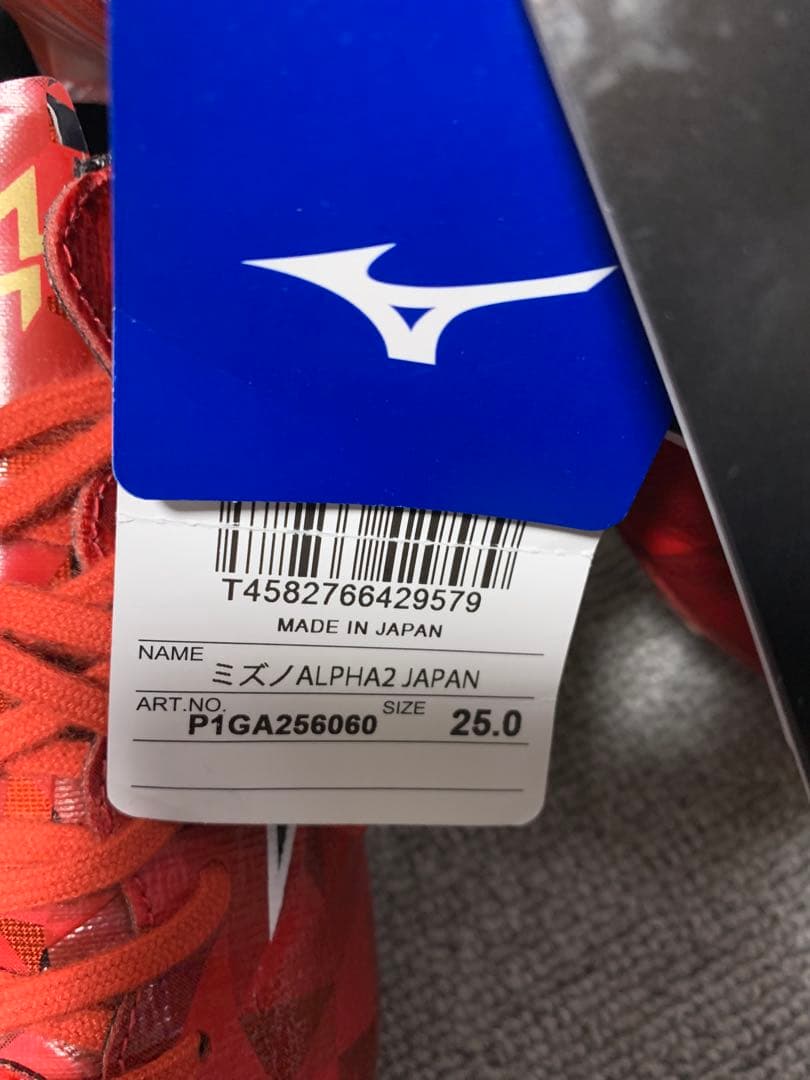 T4582766429579
MADE IN JAPAN
NAME ミズノALPHA2 JAPAN
ART.NO. P1GA256060 SIZE 25.0